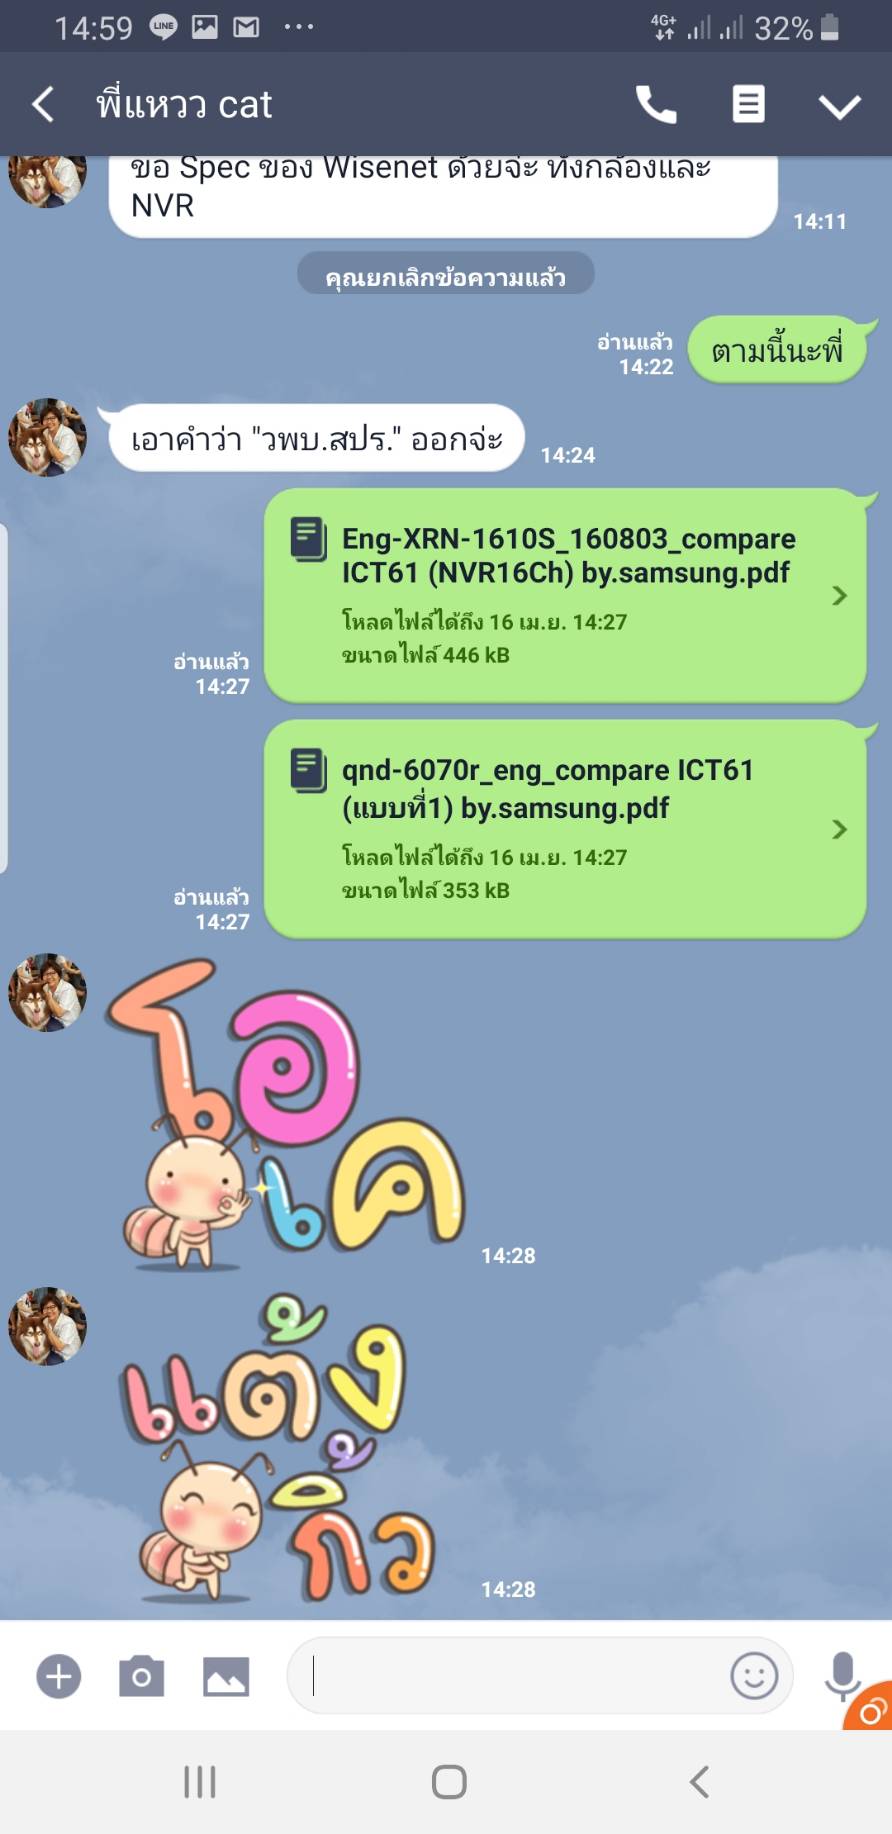 14:59 LINE 4G+ 32%
พี่แหวว cat
ขอ Spec ของ Wisenet ด้วยจ่ะ ทั้งกล้องและ
NVR
14:11
คุณยกเลิกข้อความแล้ว
อ่านแล้ว
14:22
ตามนี้นะพี่
เอาคำว่า "วพบ.สปร." ออกจ่ะ
14:24
Eng-XRN-1610S_160803_compare
ICT61 (NVR16Ch) by.samsung.pdf
โหลดไฟล์ได้ถึง 16 เม.ย. 14:27
ขนาดไฟล์ 446 kB
อ่านแล้ว
14:27
qnd-6070r_eng_compare ICT61
(แบบที่1) by.samsung.pdf
โหลดไฟล์ได้ถึง 16 เม.ย. 14:27
ขนาดไฟล์ 353 kB
อ่านแล้ว
14:27
โอ
เค
14:28
แต้ง
กิ้ว
14:28